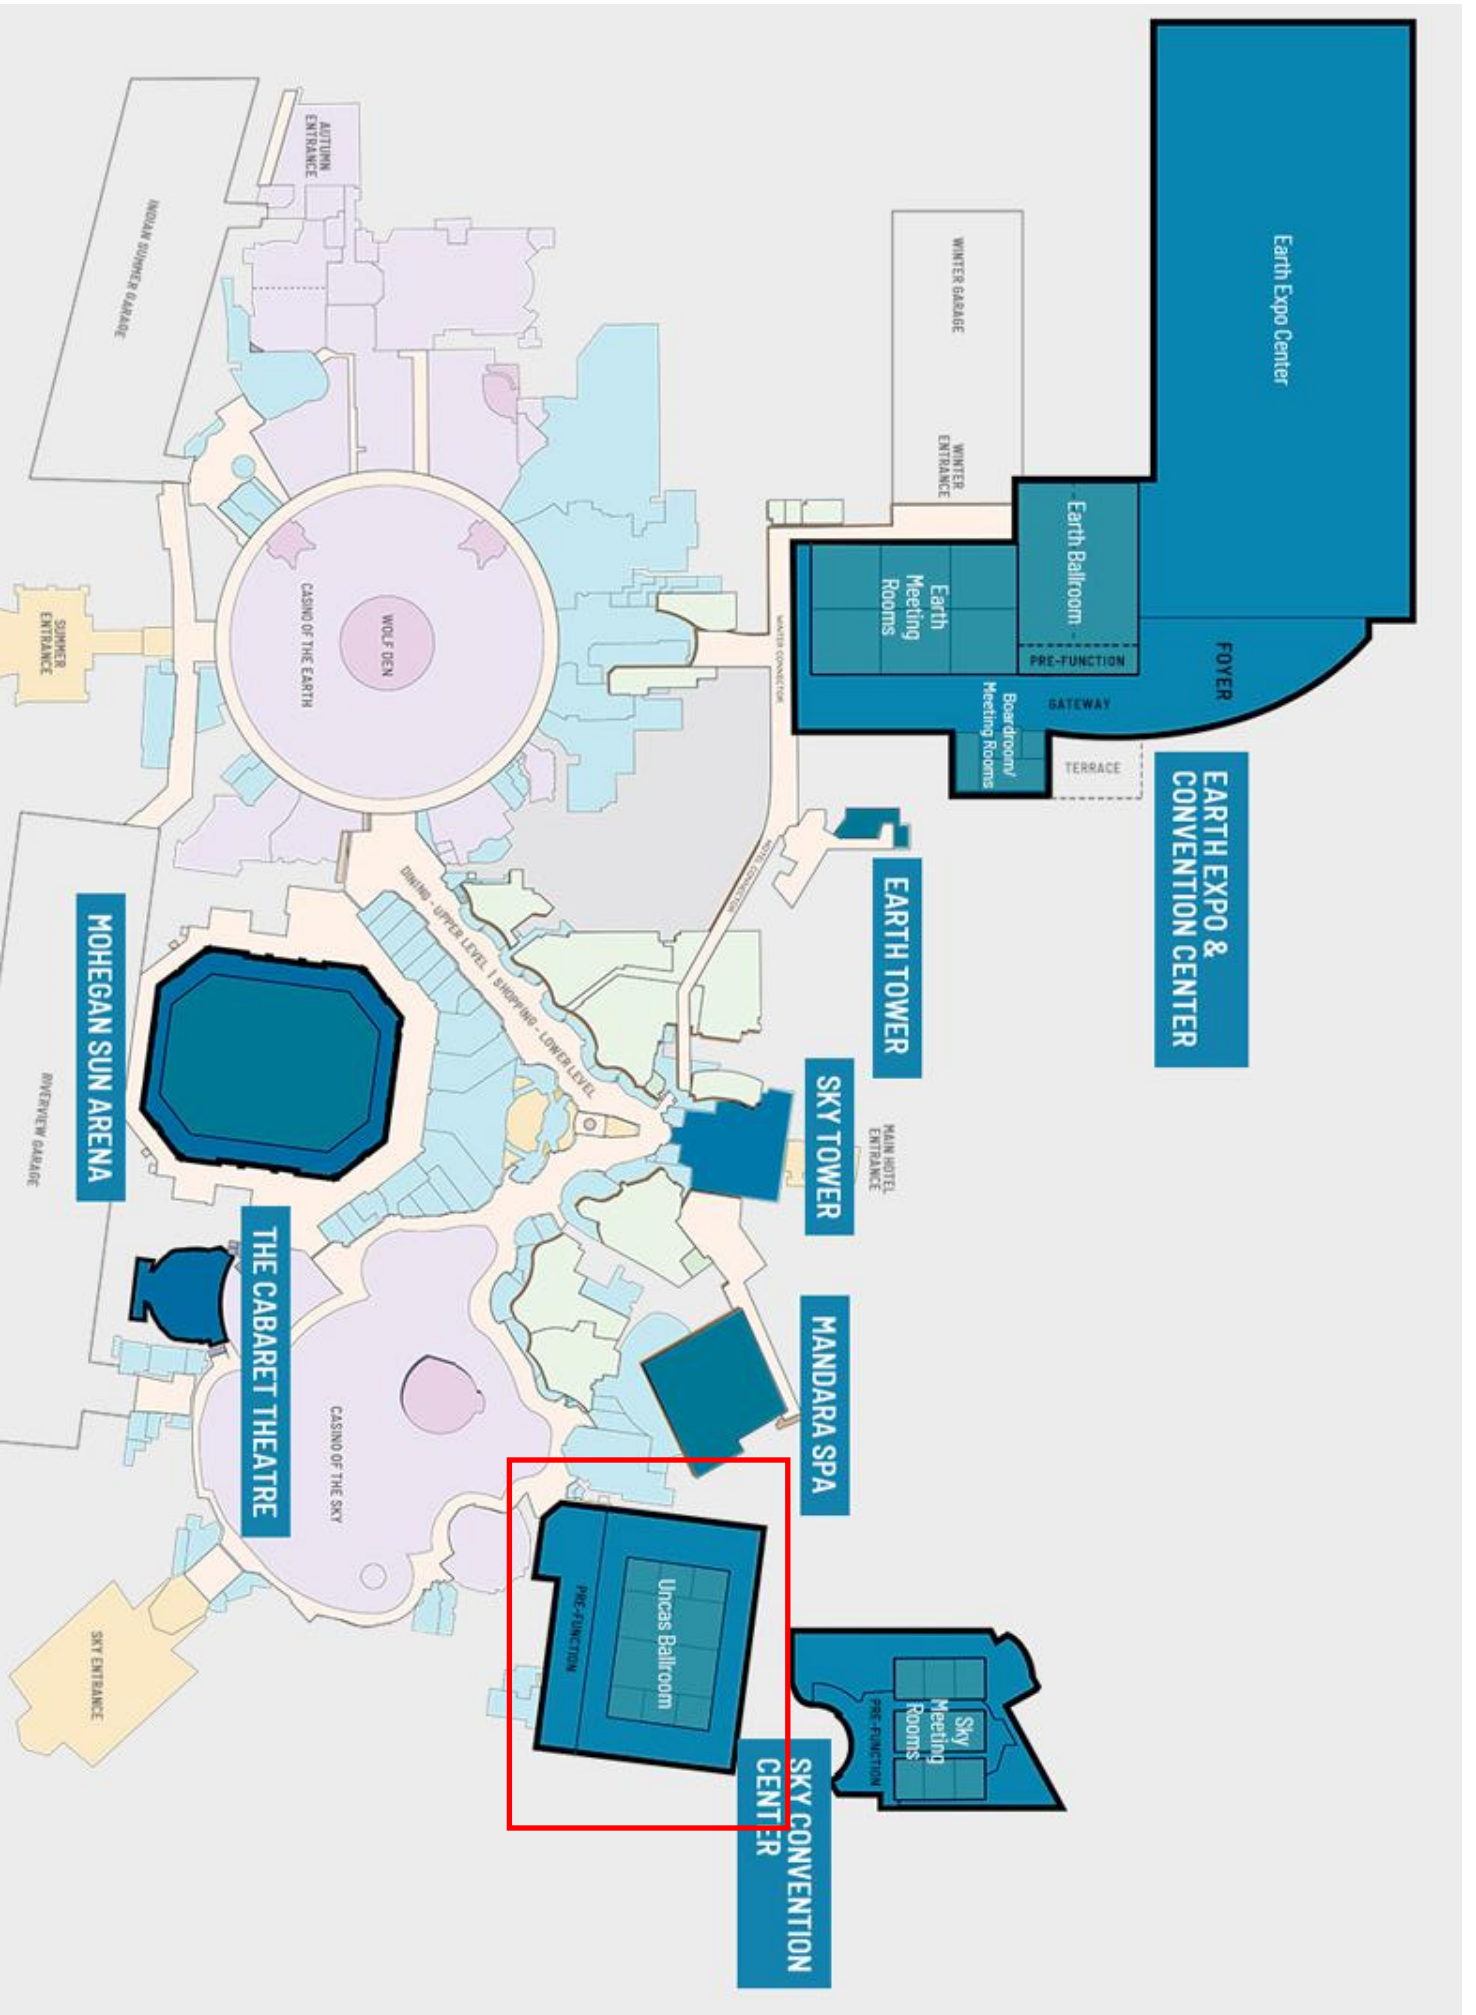 AUTUMN
ENTRANCE
INDIAN SUMMER GARAGE
WINTER GARAGE
WINTER
ENTRANCE
Earth Expo Center
Earth Ballroom
PRE-FUNCTION
FOYER
GATEWAY
Earth
Meeting
Rooms
Boardroom/
Meeting Rooms
TERRACE
EARTH EXPO &
CONVENTION CENTER
WINTER CONNECTOR
HOTEL CONNECTOR
CASINO OF THE EARTH
WOLF DEN
SUMMER
ENTRANCE
DINING - UPPER LEVEL | SHOPPING - LOWER LEVEL
EARTH TOWER
SKY TOWER
MAIN HOTEL
ENTRANCE
MOHEGAN SUN ARENA
RIVERVIEW GARAGE
THE CABARET THEATRE
MANDARA SPA
CASINO OF THE SKY
SKY ENTRANCE
Uncas Ballroom
PRE-FUNCTION
Sky
Meeting
Rooms
PRE-FUNCTION
SKY CONVENTION
CENTER